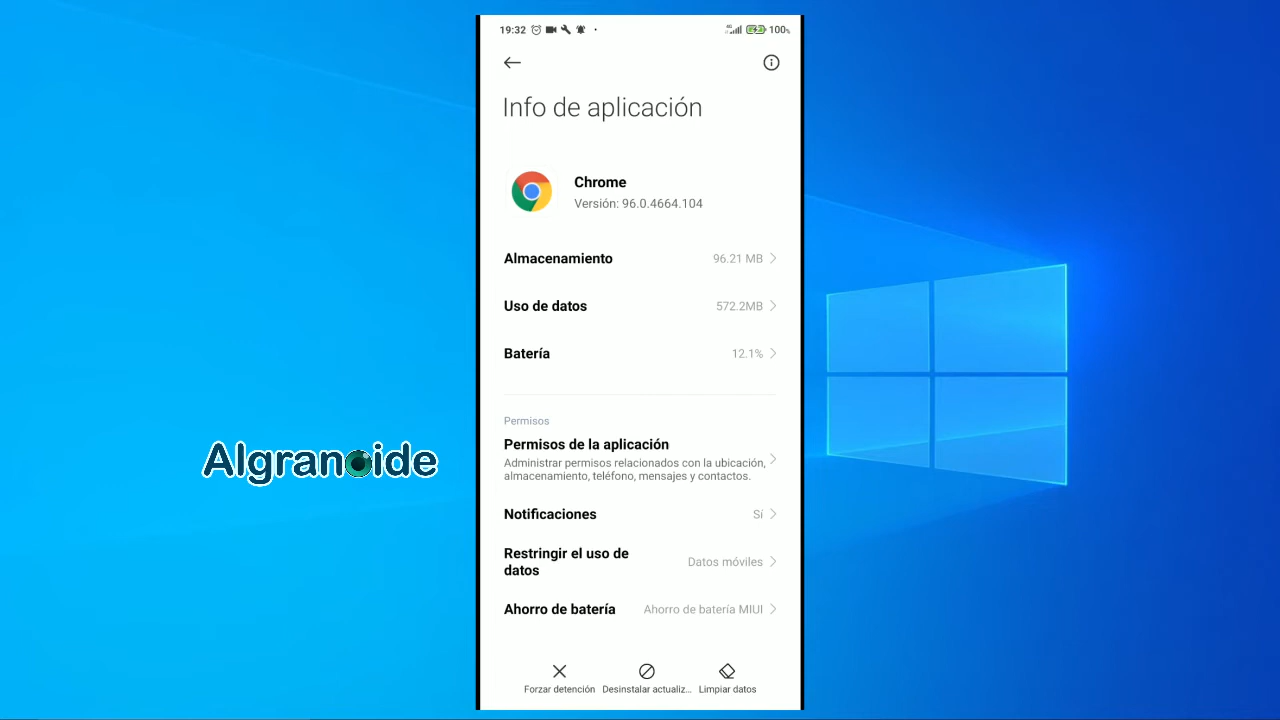 19:32
4G
100%
Info de aplicación
Chrome
Versión: 96.0.4664.104
Almacenamiento 96.21 MB
Uso de datos 572.2MB
Batería 12.1%
Permisos
Permisos de la aplicación
Administrar permisos relacionados con la ubicación,
almacenamiento, teléfono, mensajes y contactos.
Algranoide
Notificaciones Sí
Restringir el uso de
datos
Datos móviles
Ahorro de batería Ahorro de batería MIUI
Forzar detención Desinstalar actualiz... Limpiar datos